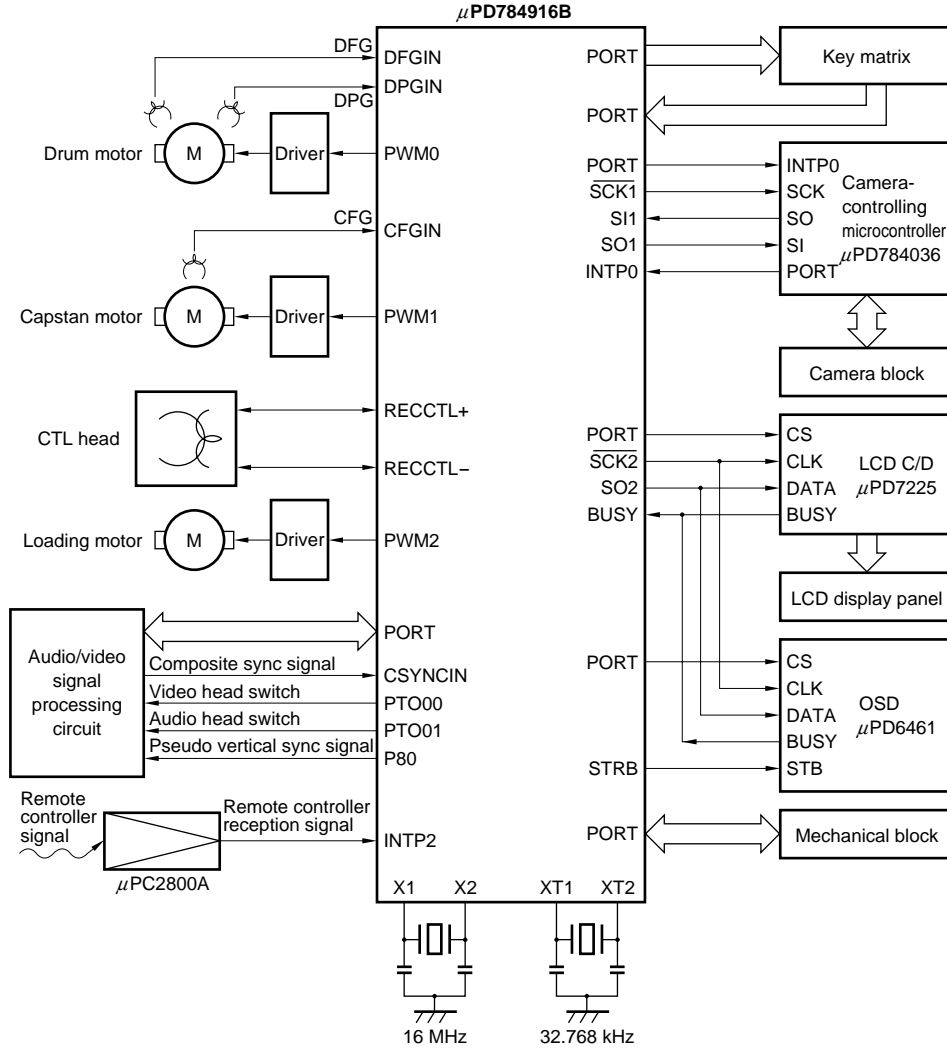 μPD784916B
DFG
DFGIN
DPGIN
DPG
Drum motor
M
Driver
PWM0
CFG
CFGIN
Capstan motor
M
Driver
PWM1
CTL head
RECCTL+
RECCTL−
Loading motor
M
Driver
PWM2
Audio/video
signal
processing
circuit
PORT
Composite sync signal
CSYNCIN
Video head switch
PTO00
Audio head switch
PTO01
Pseudo vertical sync signal
P80
Remote
controller
signal
Remote controller
reception signal
INTP2
μPC2800A
X1
X2
XT1
XT2
16 MHz
32.768 kHz
PORT
Key matrix
PORT
PORT
SCK1
SI1
SO1
INTP0
INTP0
SCK
SO
SI
PORT
Camera-
controlling
microcontroller
μPD784036
Camera block
PORT
SCK2
SO2
BUSY
CS
CLK
DATA
BUSY
LCD C/D
μPD7225
LCD display panel
PORT
STRB
CS
CLK
DATA
BUSY
STB
OSD
μPD6461
PORT
Mechanical block